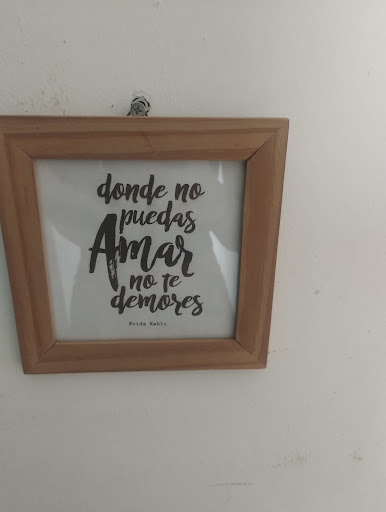 donde no
puedas
Amar
no te
demores
Frida Kahlo